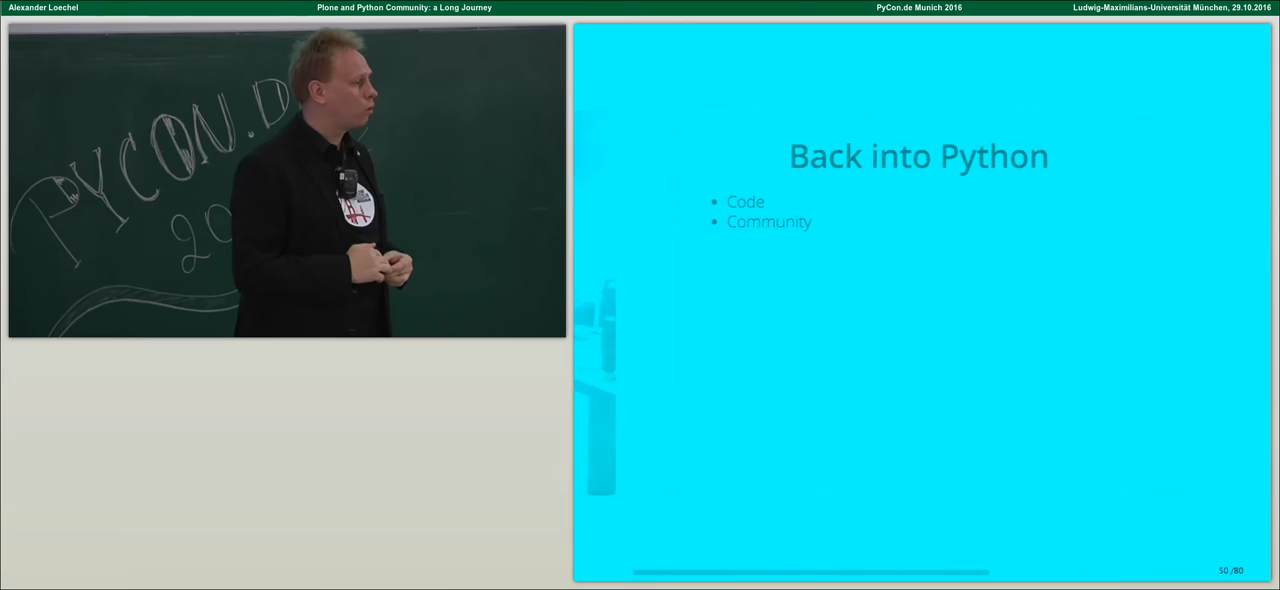 Alexander Loechel
Plone and Python Community: a Long Journey
PyCon.de Munich 2016
Ludwig-Maximilians-Universität München, 29.10.2016
PYCON.D
20
Back into Python
• Code
• Community
50 /80